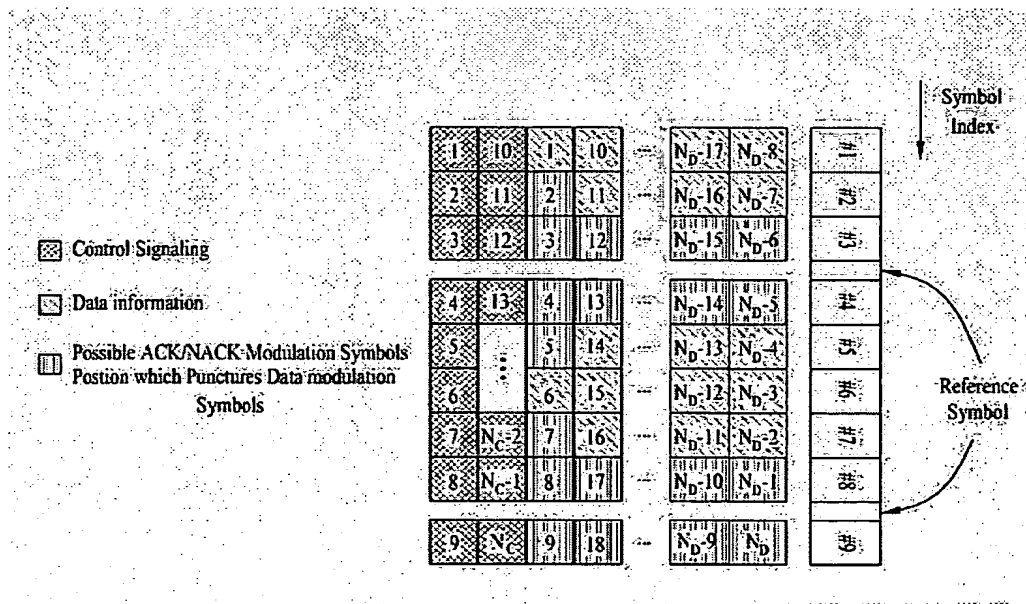 Symbol
Index
1 10 1 10 ... N_D-17 N_D-8 #1
2 11 2 11 ... N_D-16 N_D-7 #2
3 12 3 12 ... N_D-15 N_D-6 #3
Control Signaling
4 13 4 13 ... N_D-14 N_D-5 #4
Data information
5 5 14 ... N_D-13 N_D-4 #5
Possible ACK/NACK Modulation Symbols
Postion which Punctures Data modulation
Symbols
6 6 15 ... N_D-12 N_D-3 #6
Reference
Symbol
7 N_C-2 7 16 ... N_D-11 N_D-2 #7
8 N_C-1 8 17 ... N_D-10 N_D-1 #8
9 N_C 9 18 ... N_D-9 N_D #9